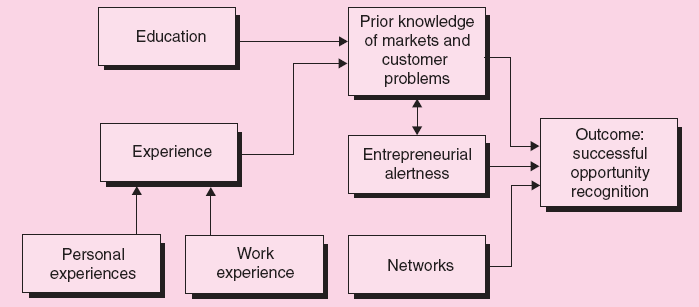 Education
Prior knowledge
of markets and
customer
problems
Experience
Entrepreneurial
alertness
Outcome:
successful
opportunity
recognition
Personal
experiences
Work
experience
Networks